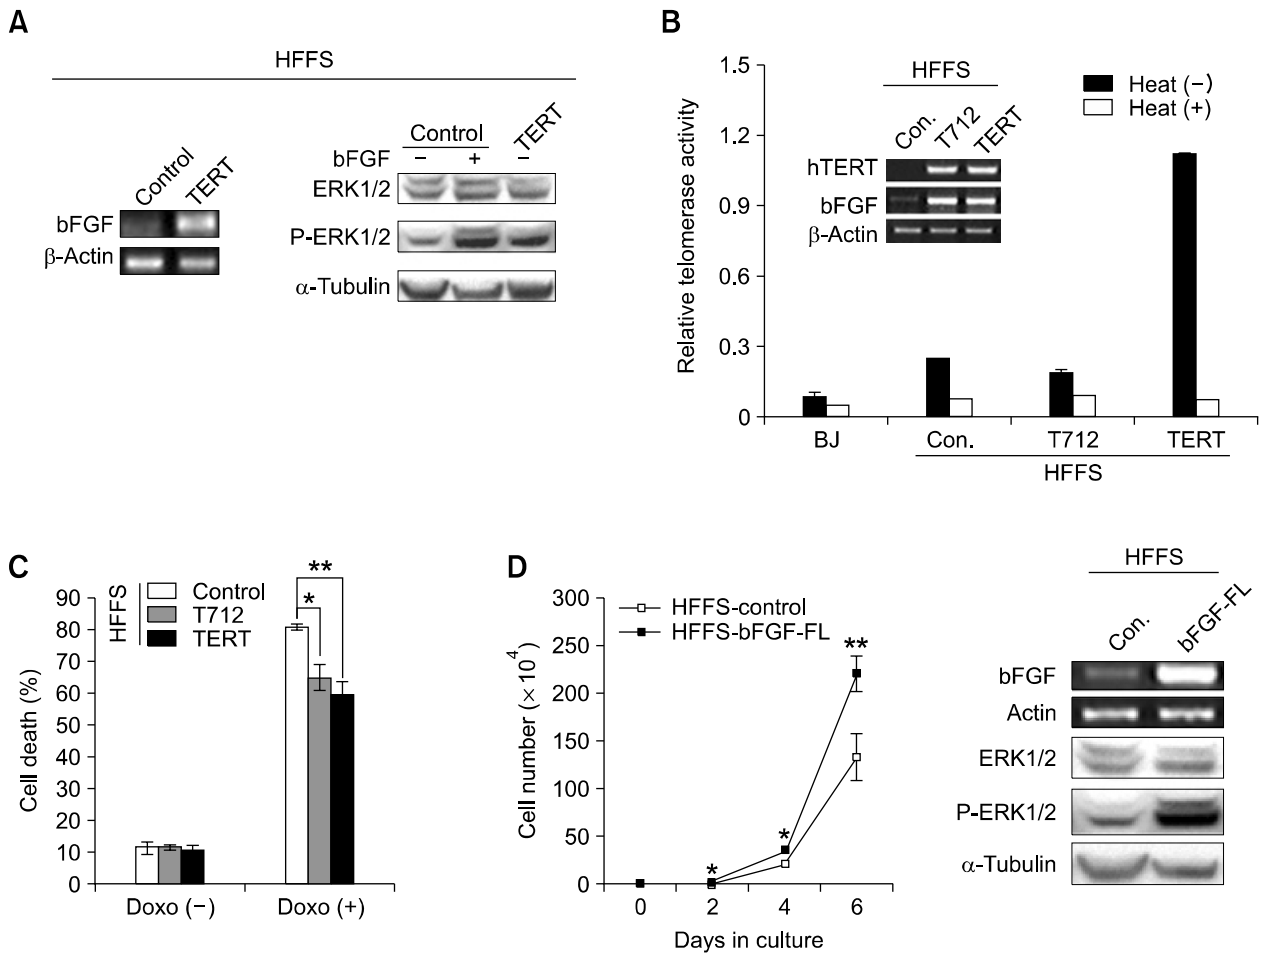 A
HFFS
Control
TERT
bFGF
β-Actin
Control
TERT
bFGF − + −
ERK1/2
P-ERK1/2
α-Tubulin
B
Relative telomerase activity
1.5
1.2
0.9
0.6
0.3
0
HFFS
Con.
T712
TERT
hTERT
bFGF
β-Actin
Heat (−)
Heat (+)
BJ Con. T712 TERT
HFFS
C
HFFS
Control
T712
TERT
Cell death (%)
90
80
70
60
50
40
30
20
10
0
**
*
Doxo (−) Doxo (+)
D
Cell number (× 10⁴)
300
250
200
150
100
50
0
HFFS-control
HFFS-bFGF-FL
**
*
*
0 2 4 6
Days in culture
HFFS
Con.
bFGF-FL
bFGF
Actin
ERK1/2
P-ERK1/2
α-Tubulin